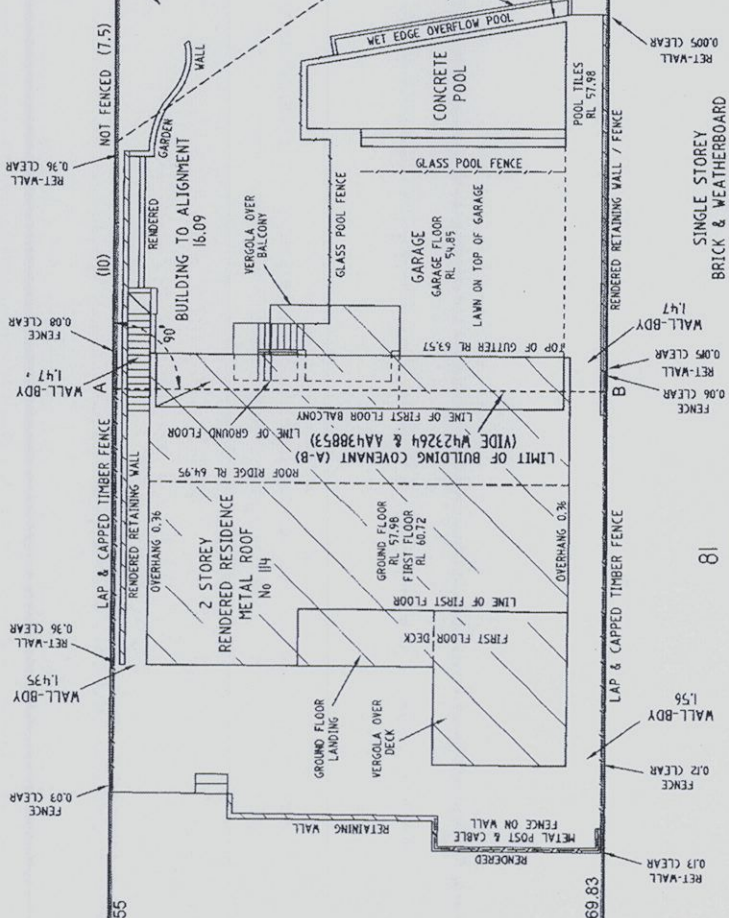 NOT FENCED (7.5)
RET-WALL
0.36 CLEAR
GARDEN
WALL
WET EDGE OVERFLOW POOL
CONCRETE
POOL
POOL TILES
RL 57.98
RET-WALL
0.005 CLEAR
(10)
RENDERED
BUILDING TO ALIGNMENT
16.09
GLASS POOL FENCE
GLASS POOL FENCE
VERGOLA OVER
BALCONY
GARAGE
GARAGE FLOOR
RL 54.85
LAWN ON TOP OF GARAGE
RENDERED RETAINING WALL / FENCE
SINGLE STOREY
BRICK & WEATHERBOARD
FENCE
0.08 CLEAR
WALL-BDY
1.47
A
90°
TOP OF GUTTER RL 63.57
WALL-BDY
1.47
RET-WALL
0.015 CLEAR
FENCE
0.06 CLEAR
B
LINE OF GROUND FLOOR
LINE OF FIRST FLOOR BALCONY
LIMIT OF BUILDING COVENANT (A-B)
(VIDE W423264 & AA438853)
ROOF RIDGE RL 64.95
LAP & CAPPED TIMBER FENCE
RENDERED RETAINING WALL
OVERHANG 0.36
2 STOREY
RENDERED RESIDENCE
METAL ROOF
No 114
GROUND FLOOR
RL 57.98
FIRST FLOOR
RL 60.72
OVERHANG 0.36
LAP & CAPPED TIMBER FENCE
81
LINE OF FIRST FLOOR
FIRST FLOOR DECK
RET-WALL
0.36 CLEAR
WALL-BDY
1.435
GROUND FLOOR
LANDING
VERGOLA OVER
DECK
WALL-BDY
1.56
FENCE
0.12 CLEAR
FENCE
0.03 CLEAR
RETAINING WALL
METAL POST & CABLE
FENCE ON WALL
RENDERED
RET-WALL
0.13 CLEAR
55
69.83